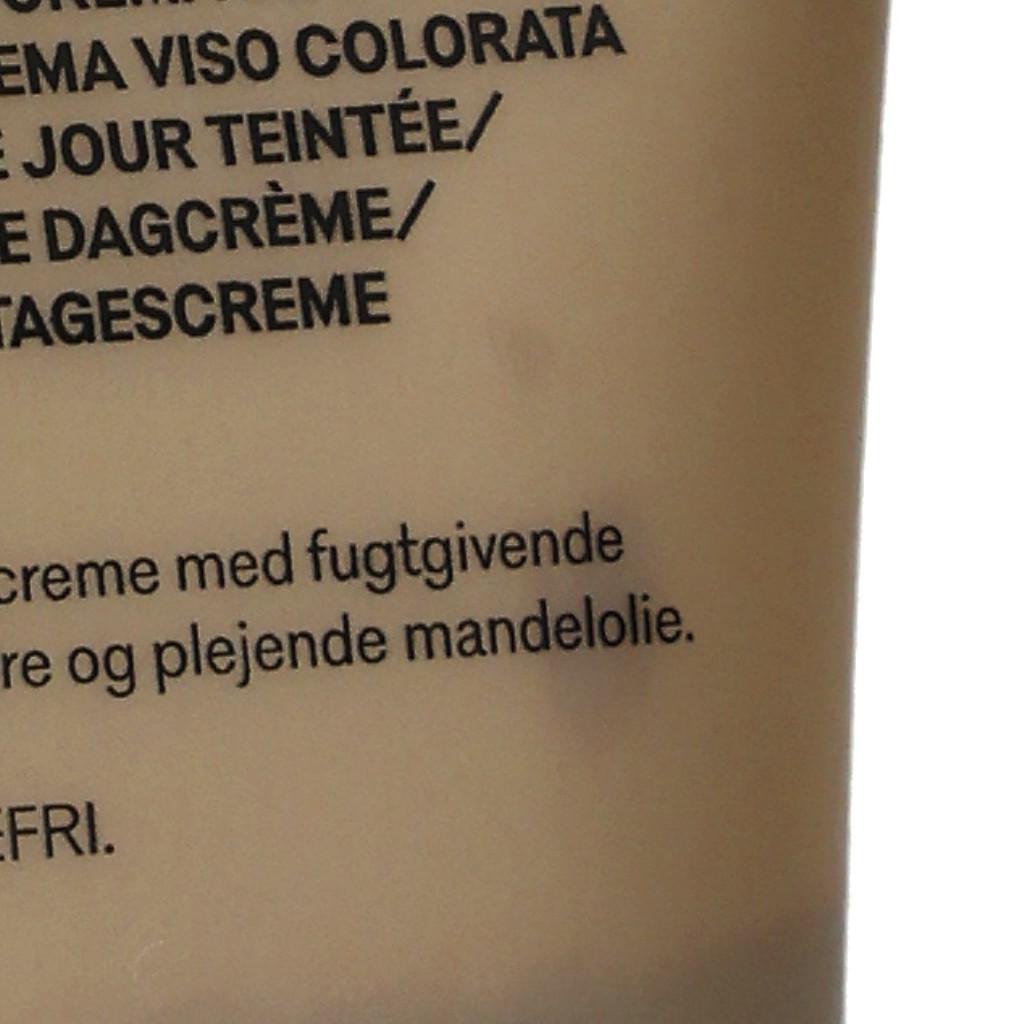 EMA VISO COLORATA
E JOUR TEINTÉE/
E DAGCRÈME/
TAGESCREME
creme med fugtgivende
re og plejende mandelolie.
EFRI.